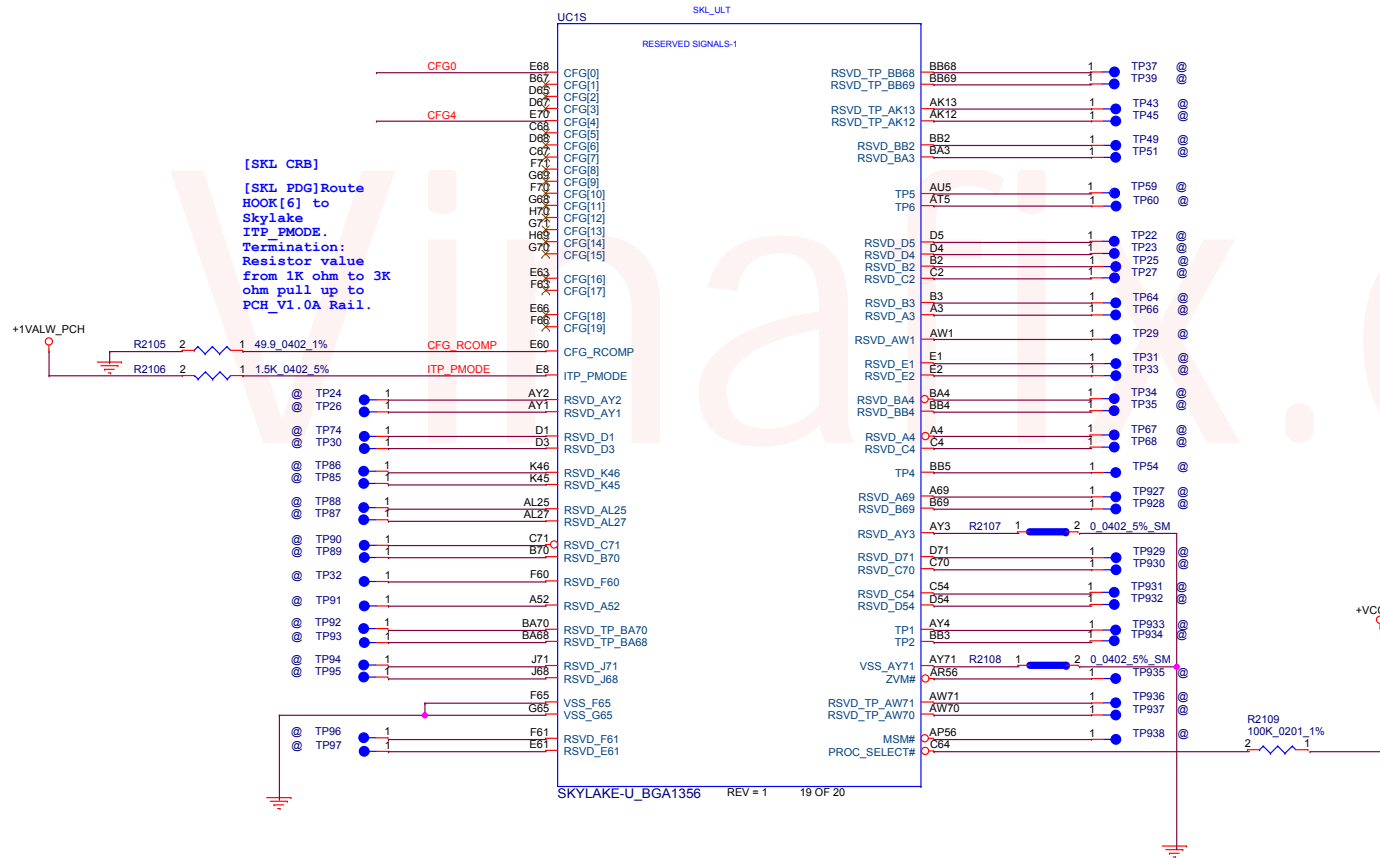 SKL_ULT
UC1S
RESERVED SIGNALS-1
CFG0 E68 CFG[0]
B67 CFG[1]
D65 CFG[2]
D67 CFG[3]
CFG4 E70 CFG[4]
C68 CFG[5]
D68 CFG[6]
C67 CFG[7]
F71 CFG[8]
G69 CFG[9]
F70 CFG[10]
G68 CFG[11]
H70 CFG[12]
G71 CFG[13]
H69 CFG[14]
G70 CFG[15]
E63 CFG[16]
F63 CFG[17]
E66 CFG[18]
F66 CFG[19]
[SKL CRB]
[SKL PDG]Route
HOOK[6] to
Skylake
ITP_PMODE.
Termination:
Resistor value
from 1K ohm to 3K
ohm pull up to
PCH_V1.0A Rail.
+1VALW_PCH
R2105 2 1 49.9_0402_1% CFG_RCOMP E60 CFG_RCOMP
R2106 2 1 1.5K_0402_5% ITP_PMODE E8 ITP_PMODE
@ TP24 1 AY2 RSVD_AY2
@ TP26 1 AY1 RSVD_AY1
@ TP74 1 D1 RSVD_D1
@ TP30 1 D3 RSVD_D3
@ TP86 1 K46 RSVD_K46
@ TP85 1 K45 RSVD_K45
@ TP88 1 AL25 RSVD_AL25
@ TP87 1 AL27 RSVD_AL27
@ TP90 1 C71 RSVD_C71
@ TP89 1 B70 RSVD_B70
@ TP32 1 F60 RSVD_F60
@ TP91 1 A52 RSVD_A52
@ TP92 1 BA70 RSVD_TP_BA70
@ TP93 1 BA68 RSVD_TP_BA68
@ TP94 1 J71 RSVD_J71
@ TP95 1 J68 RSVD_J68
F65 VSS_F65
G65 VSS_G65
@ TP96 1 F61 RSVD_F61
@ TP97 1 E61 RSVD_E61
RSVD_TP_BB68 BB68 1 TP37 @
RSVD_TP_BB69 BB69 1 TP39 @
RSVD_TP_AK13 AK13 1 TP43 @
RSVD_TP_AK12 AK12 1 TP45 @
RSVD_BB2 BB2 1 TP49 @
RSVD_BA3 BA3 1 TP51 @
TP5 AU5 1 TP59 @
TP6 AT5 1 TP60 @
RSVD_D5 D5 1 TP22 @
RSVD_D4 D4 1 TP23 @
RSVD_B2 B2 1 TP25 @
RSVD_C2 C2 1 TP27 @
RSVD_B3 B3 1 TP64 @
RSVD_A3 A3 1 TP66 @
RSVD_AW1 AW1 1 TP29 @
RSVD_E1 E1 1 TP31 @
RSVD_E2 E2 1 TP33 @
RSVD_BA4 BA4 1 TP34 @
RSVD_BB4 BB4 1 TP35 @
RSVD_A4 A4 1 TP67 @
RSVD_C4 C4 1 TP68 @
TP4 BB5 1 TP54 @
RSVD_A69 A69 1 TP927 @
RSVD_B69 B69 1 TP928 @
RSVD_AY3 AY3 R2107 1 2 0_0402_5%_SM
RSVD_D71 D71 1 TP929 @
RSVD_C70 C70 1 TP930 @
RSVD_C54 C54 1 TP931 @
RSVD_D54 D54 1 TP932 @
TP1 AY4 1 TP933 @
TP2 BB3 1 TP934 @
VSS_AY71 AY71 R2108 1 2 0_0402_5%_SM
ZVM# AR56 1 TP935 @
RSVD_TP_AW71 AW71 1 TP936 @
RSVD_TP_AW70 AW70 1 TP937 @
MSM# AP56 1 TP938 @
PROC_SELECT# C64
R2109
100K_0201_1%
2 1
SKYLAKE-U_BGA1356 REV = 1 19 OF 20
Vinafix.